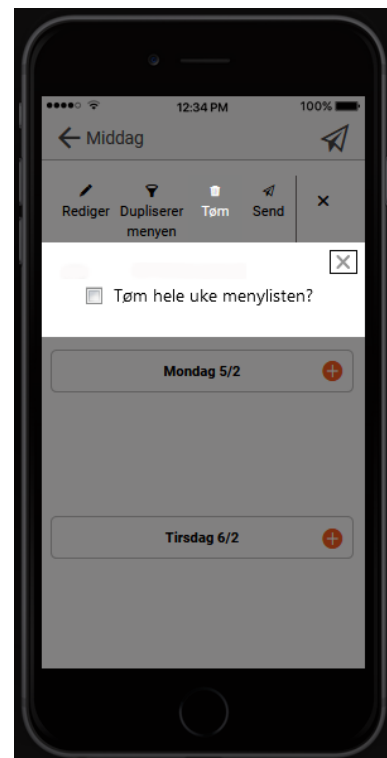 12:34 PM 100%
Middag
Rediger Dupliserer Tøm Send
menyen
Tøm hele uke menylisten?
Mondag 5/2
Tirsdag 6/2